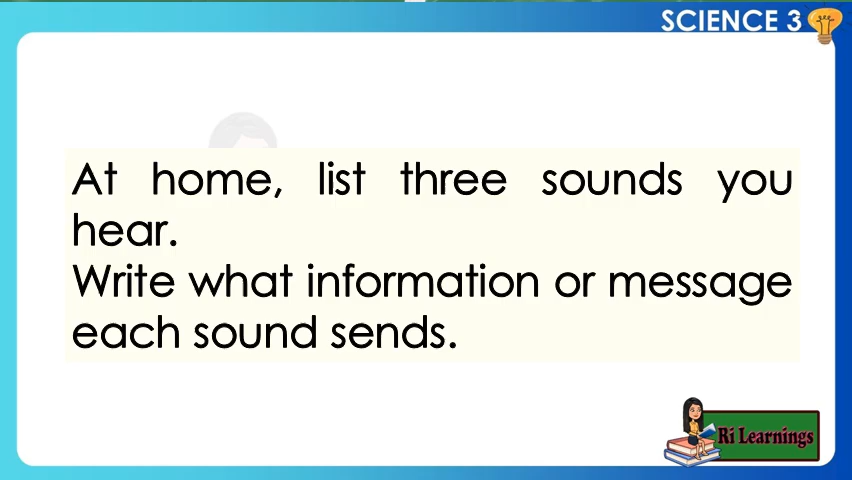 SCIENCE 3
At home, list three sounds you
hear.
Write what information or message
each sound sends.
Ri Learnings